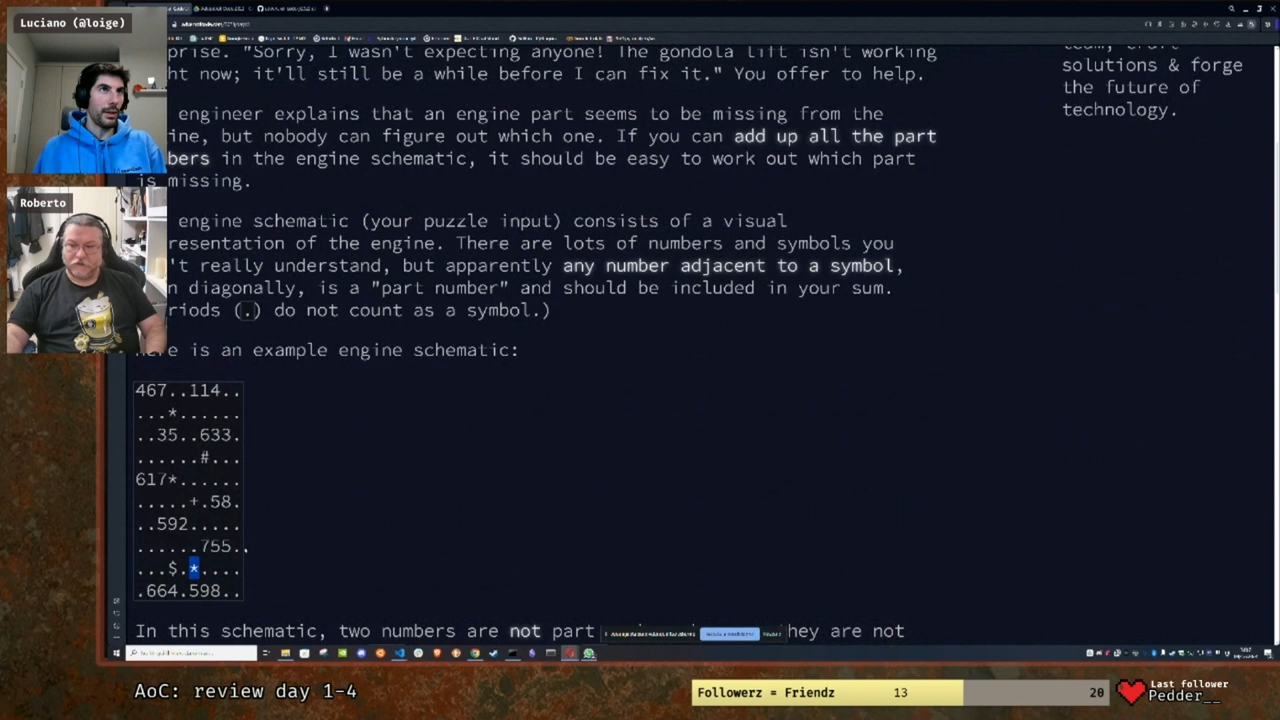 Luciano (@loige)
Roberto
prise. "Sorry, I wasn't expecting anyone! The gondola lift isn't working
ht now; it'll still be a while before I can fix it." You offer to help.
engineer explains that an engine part seems to be missing from the
ine, but nobody can figure out which one. If you can add up all the part
bers in the engine schematic, it should be easy to work out which part
is missing.
engine schematic (your puzzle input) consists of a visual
resentation of the engine. There are lots of numbers and symbols you
't really understand, but apparently any number adjacent to a symbol,
n diagonally, is a "part number" and should be included in your sum.
riods (.) do not count as a symbol.)
ere is an example engine schematic:
467..114..
...*......
..35..633.
......#...
617*......
.....+.58.
..592.....
......755.
...$.*....
.664.598..
In this schematic, two numbers are not part
they are not
solutions & forge
the future of
technology.
AoC: review day 1-4
Followerz = Friendz 13 20
Last follower
Pedder__